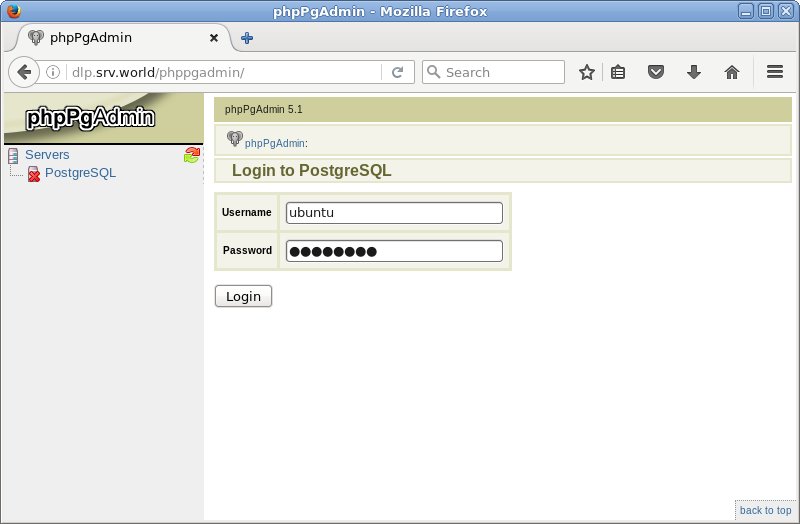 phpPgAdmin - Mozilla Firefox
phpPgAdmin
dlp.srv.world/phppgadmin/
Search
phpPgAdmin
Servers
PostgreSQL
phpPgAdmin 5.1
phpPgAdmin:
Login to PostgreSQL
Username
ubuntu
Password
●●●●●●●●
Login
back to top